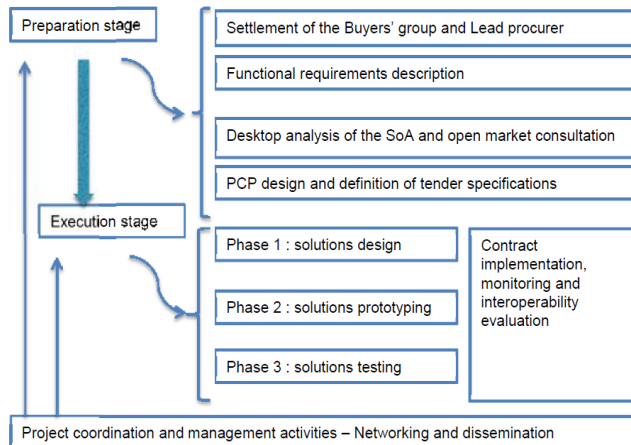 Preparation stage
Settlement of the Buyers' group and Lead procurer
Functional requirements description
Desktop analysis of the SoA and open market consultation
PCP design and definition of tender specifications
Execution stage
Phase 1 : solutions design
Phase 2 : solutions prototyping
Phase 3 : solutions testing
Contract
implementation,
monitoring and
interoperability
evaluation
Project coordination and management activities – Networking and dissemination